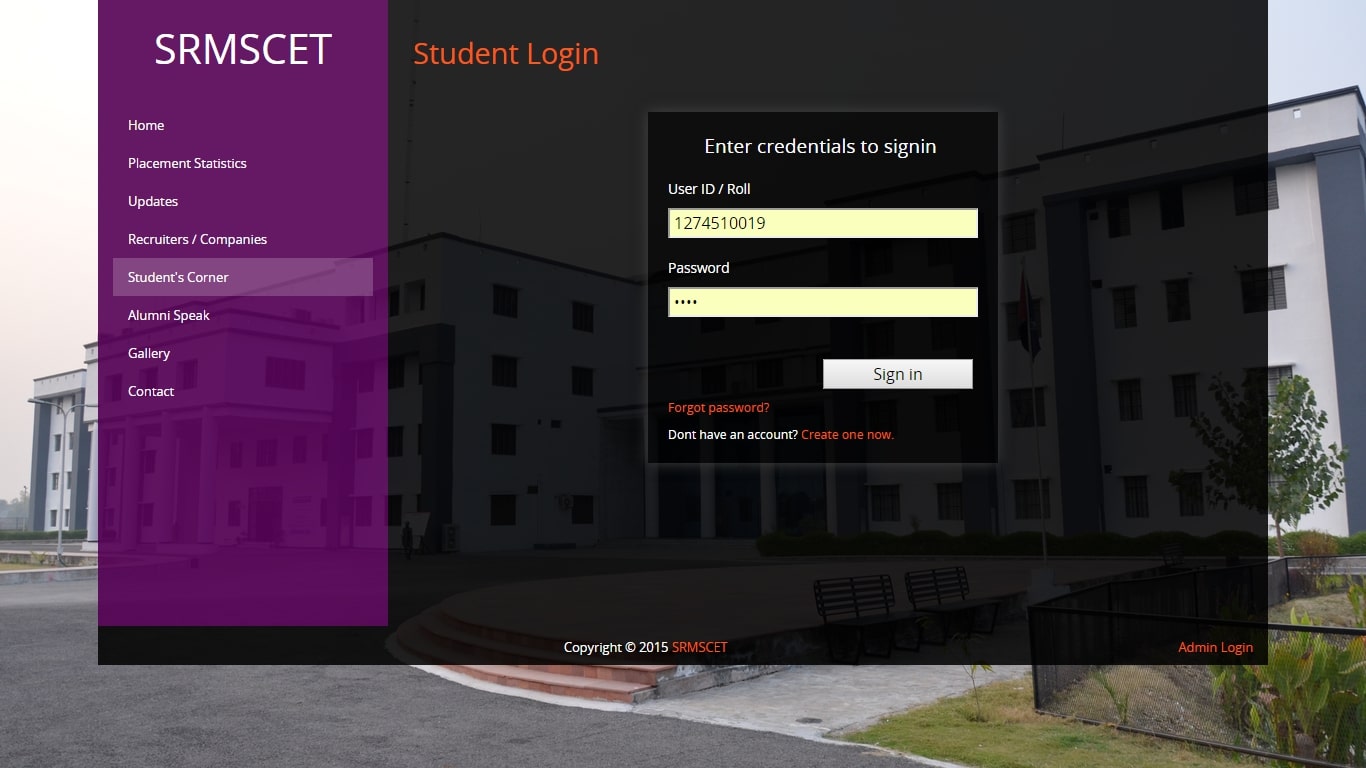 SRMSCET
Home
Placement Statistics
Updates
Recruiters / Companies
Student's Corner
Alumni Speak
Gallery
Contact
Student Login
Enter credentials to signin
User ID / Roll
1274510019
Password
••••
Sign in
Forgot password?
Dont have an account? Create one now.
Copyright © 2015 SRMSCET
Admin Login